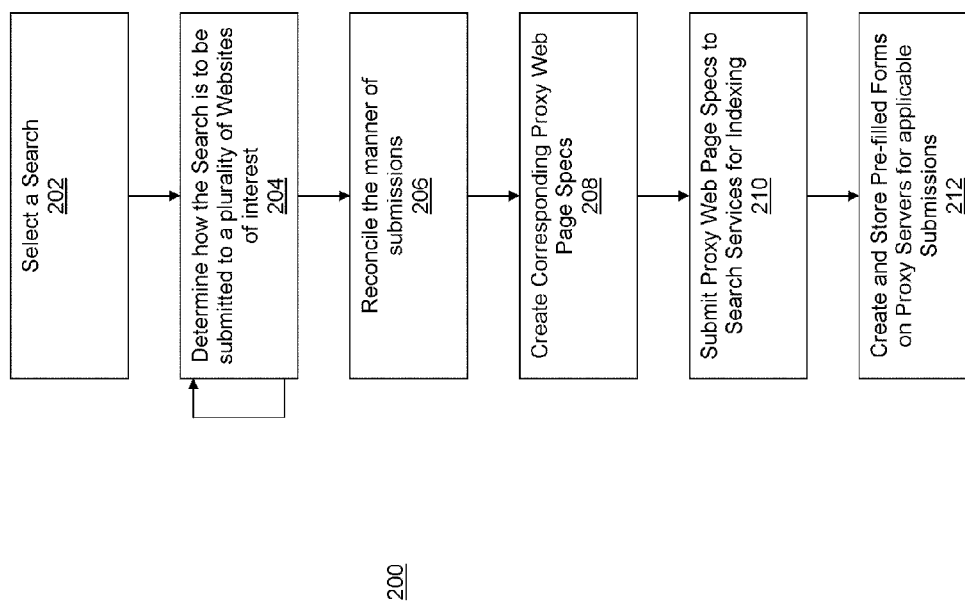 Select a Search
202
Determine how the Search is to be
submitted to a plurality of Websites
of interest
204
Reconcile the manner of
submissions
206
Create Corresponding Proxy Web
Page Specs
208
Submit Proxy Web Page Specs to
Search Services for Indexing
210
Create and Store Pre-filled Forms
on Proxy Servers for applicable
Submissions
212
200